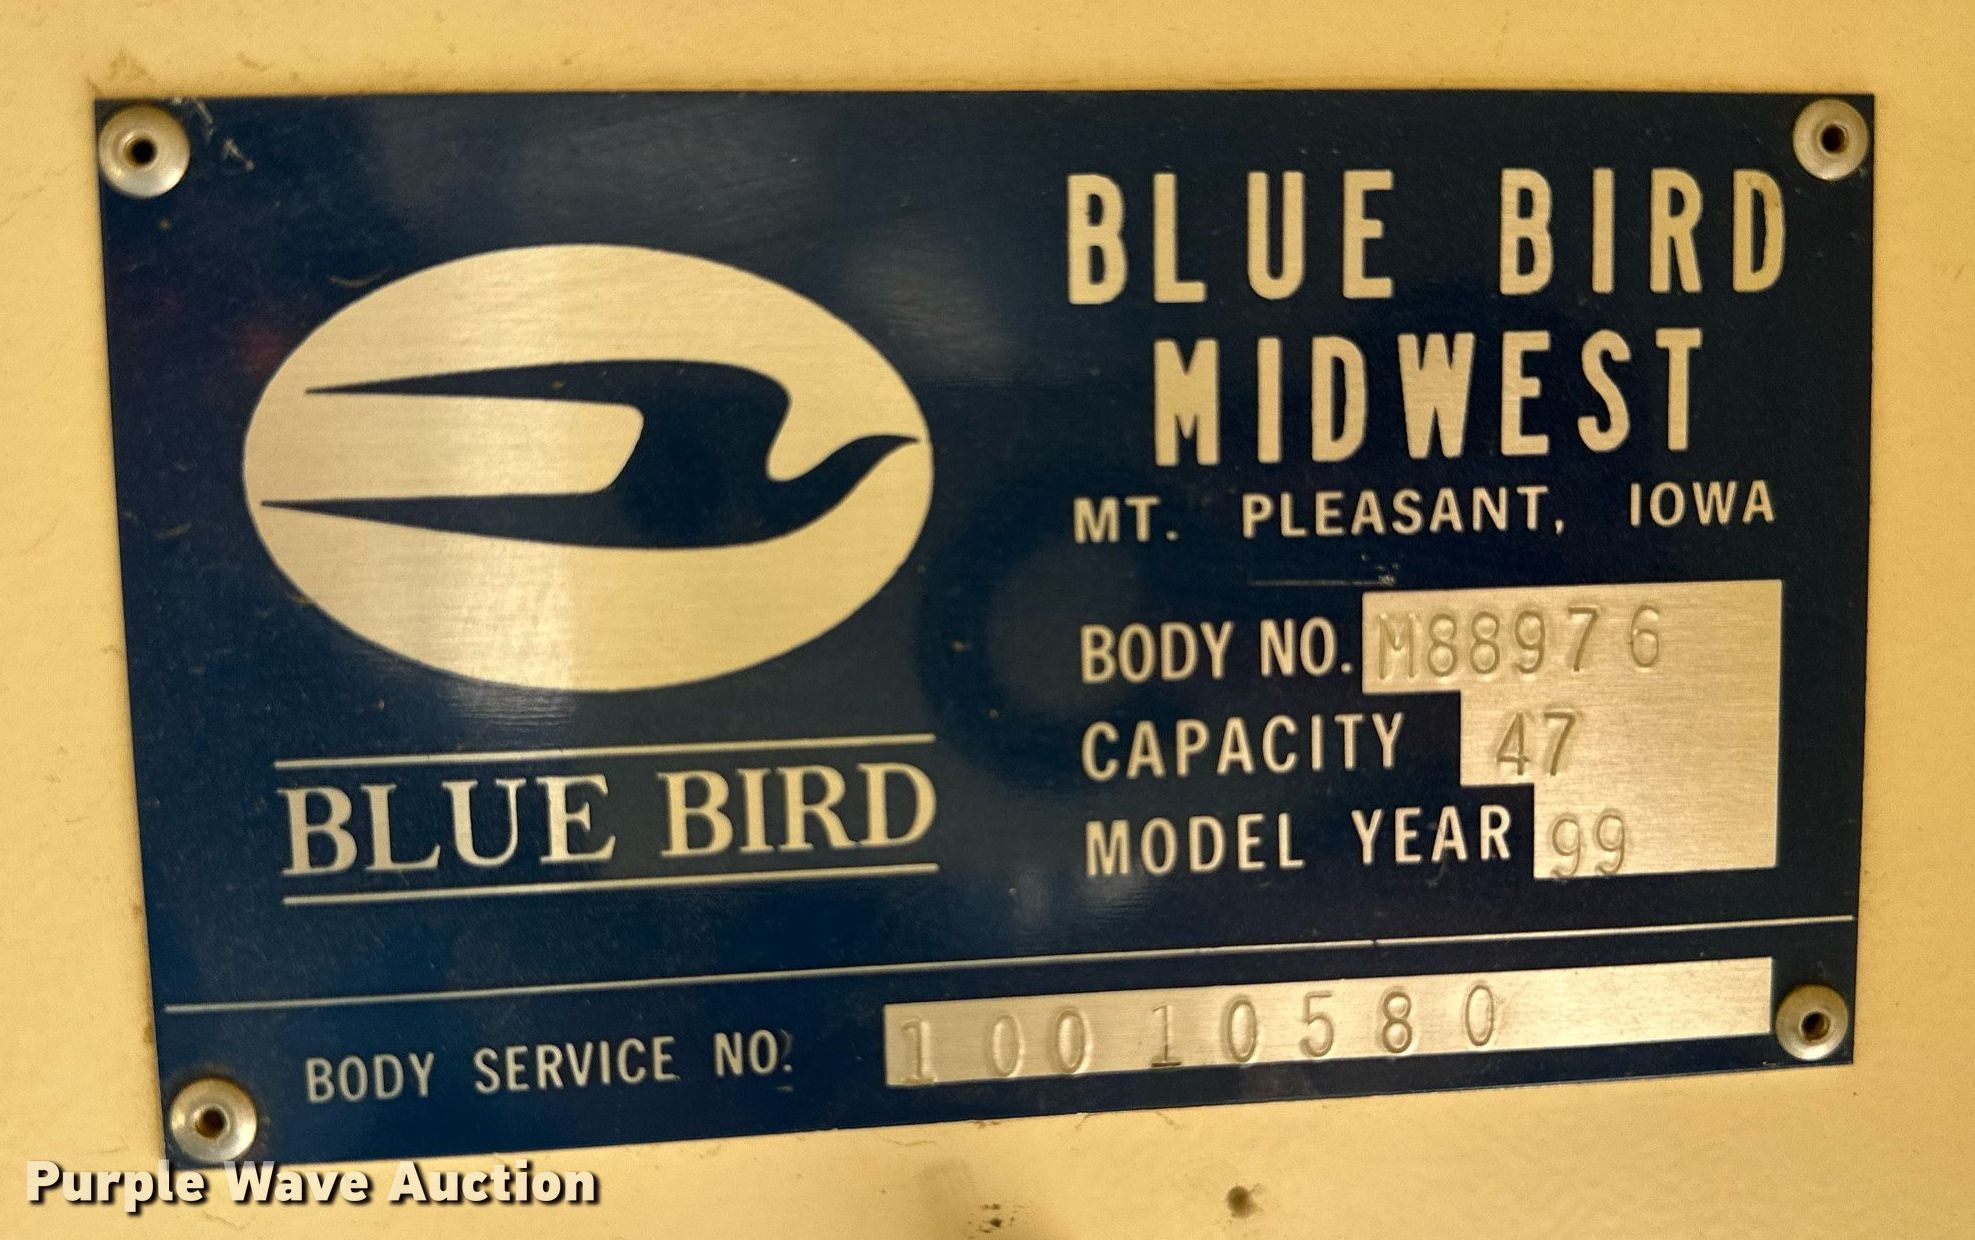 BLUE BIRD
MIDWEST
MT. PLEASANT, IOWA
BODY NO. M88976
CAPACITY 47
MODEL YEAR 99
BLUE BIRD
BODY SERVICE NO. 10010580
Purple Wave Auction